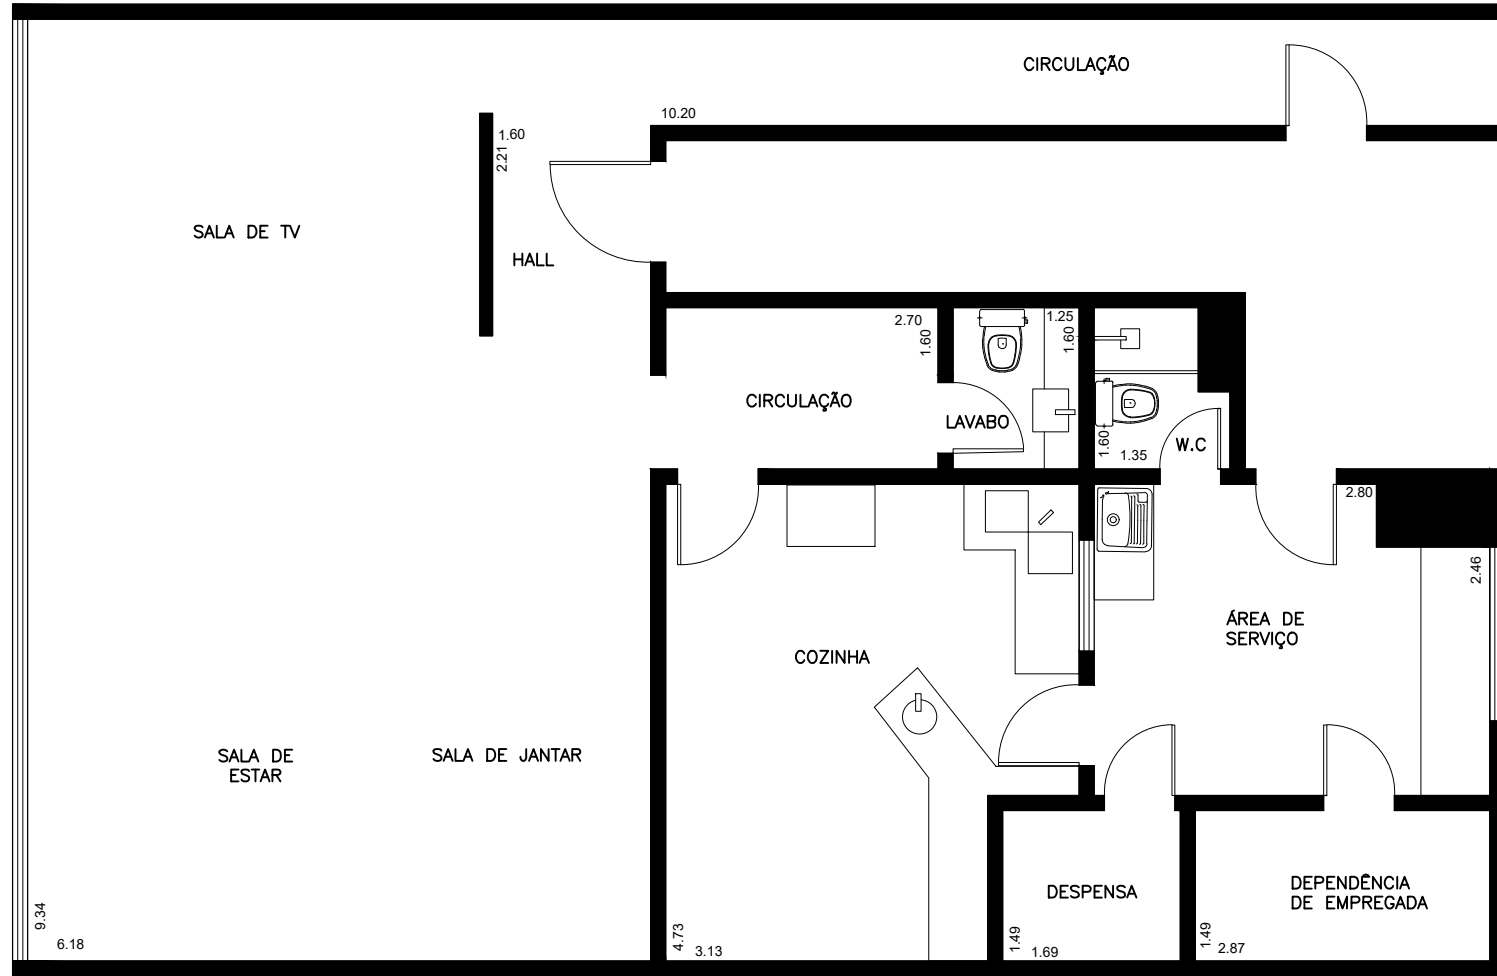 CIRCULAÇÃO
10.20
1.60
2.21
SALA DE TV
HALL
2.70
1.60
1.25
1.60
CIRCULAÇÃO
LAVABO
1.60
1.35
W.C
2.80
2.46
ÁREA DE
SERVIÇO
COZINHA
SALA DE
ESTAR
SALA DE JANTAR
DESPENSA
DEPENDÊNCIA
DE EMPREGADA
9.34
6.18
4.73
3.13
1.49
1.69
1.49
2.87